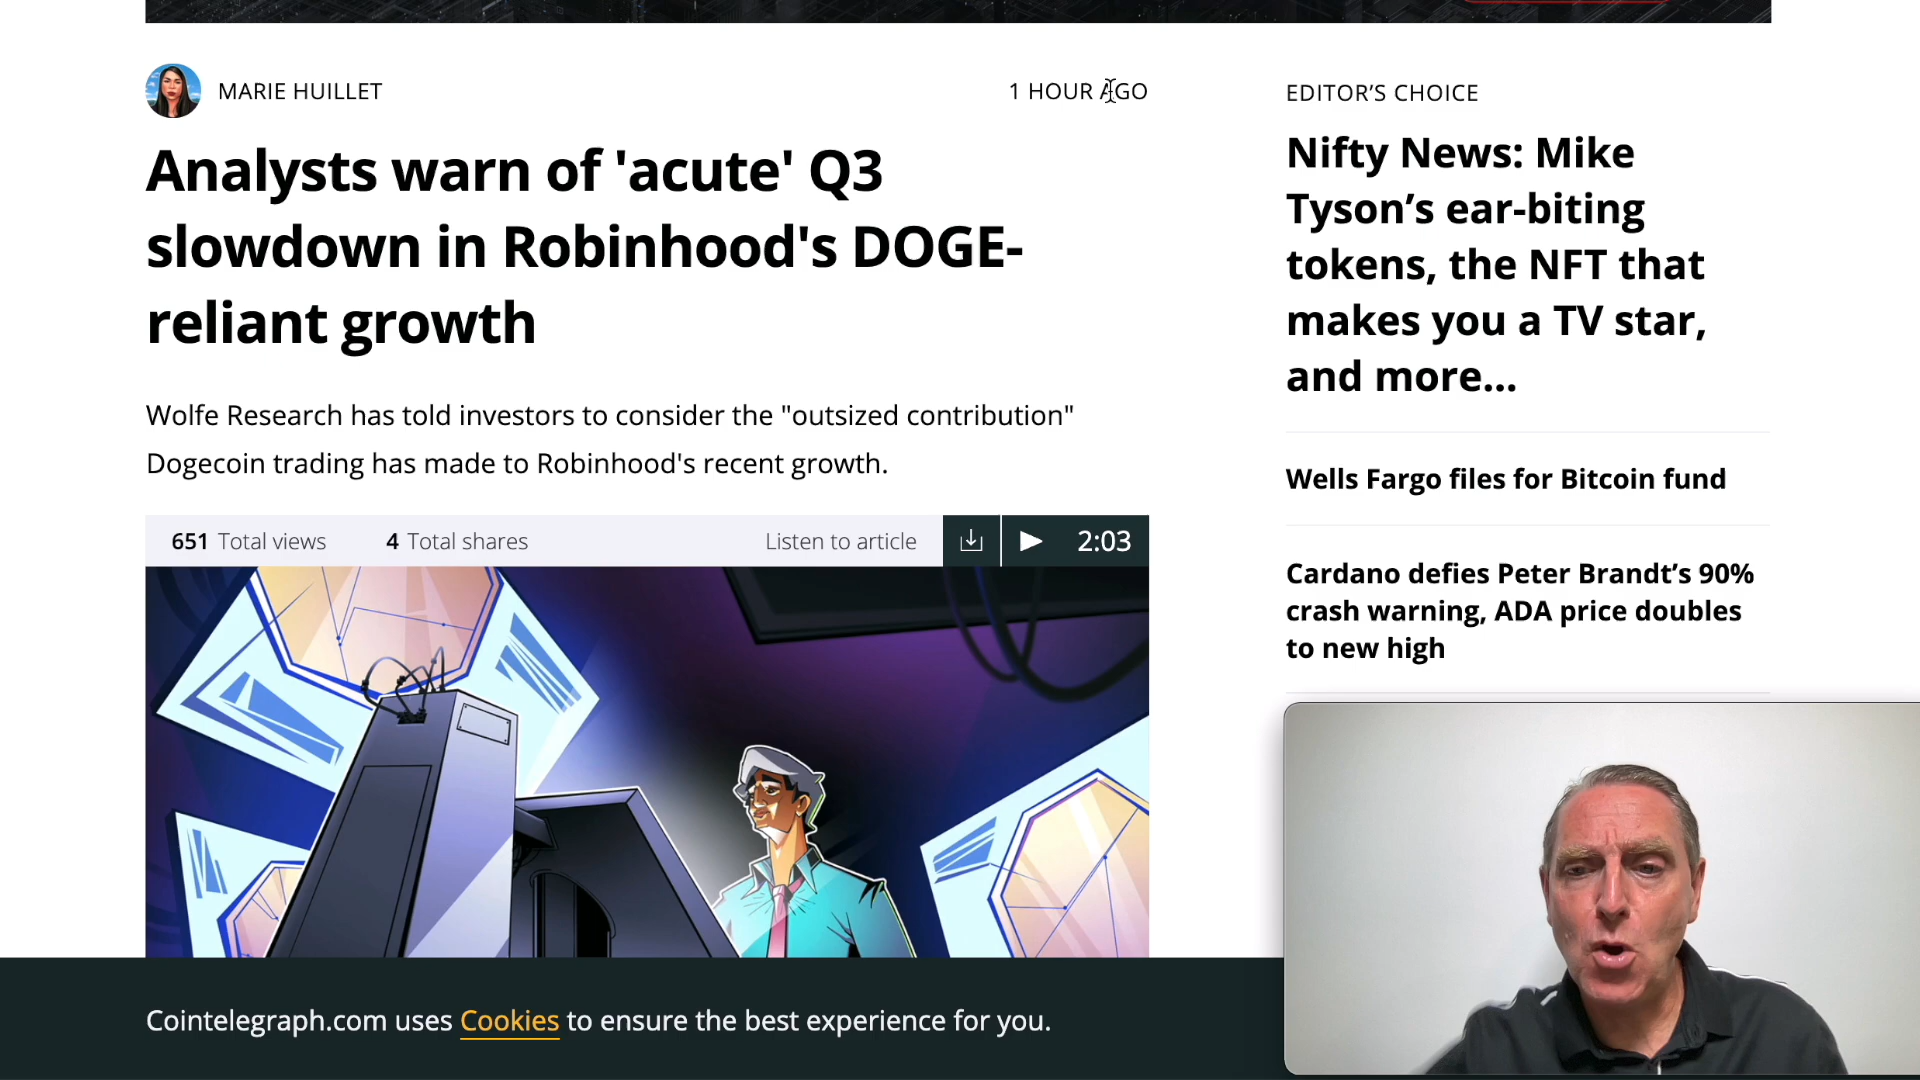 MARIE HUILLET
1 HOUR AGO
Analysts warn of 'acute' Q3
slowdown in Robinhood's DOGE-
reliant growth
Wolfe Research has told investors to consider the "outsized contribution"
Dogecoin trading has made to Robinhood's recent growth.
651 Total views
4 Total shares
Listen to article
2:03
EDITOR’S CHOICE
Nifty News: Mike
Tyson’s ear-biting
tokens, the NFT that
makes you a TV star,
and more...
Wells Fargo files for Bitcoin fund
Cardano defies Peter Brandt’s 90%
crash warning, ADA price doubles
to new high
Cointelegraph.com uses Cookies to ensure the best experience for you.